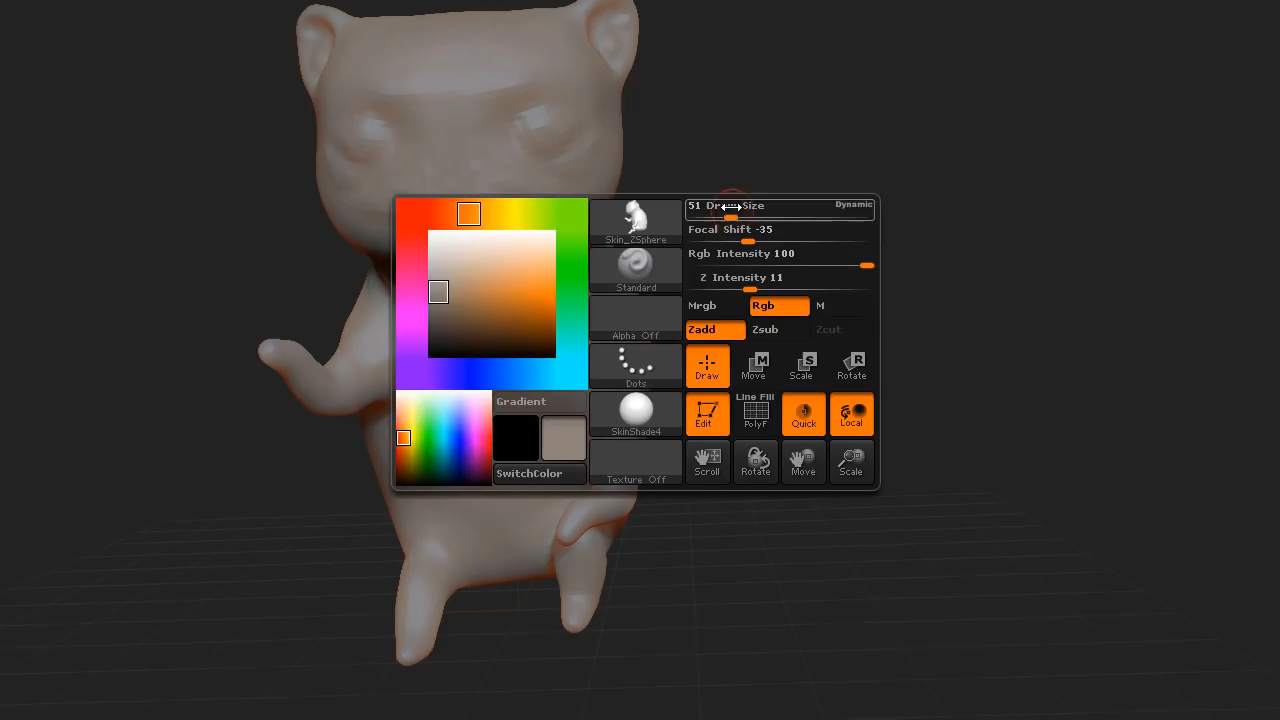 51 Draw Size Dynamic
Skin_ZSphere
Focal Shift -35
Rgb Intensity 100
Z Intensity 11
Standard
Mrgb Rgb M
Zadd Zsub Zcut
Alpha Off
M S R
Draw Move Scale Rotate
Dots
Gradient
Line Fill
Edit PolyF Quick Local
SkinShade4
SwitchColor
Scroll Rotate Move Scale
Texture Off